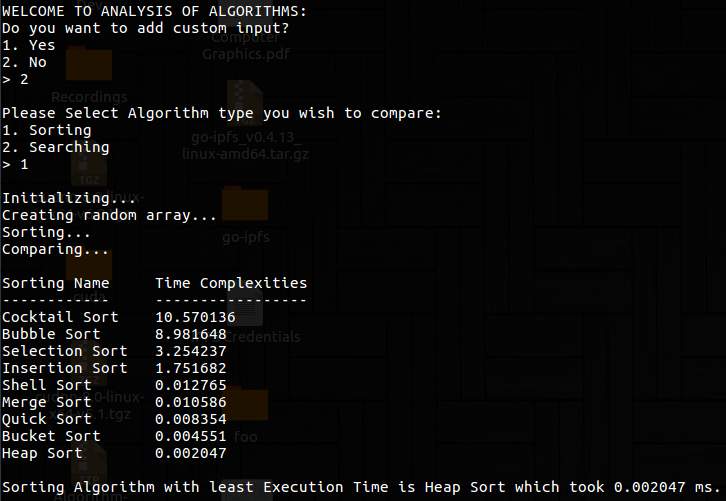 WELCOME TO ANALYSIS OF ALGORITHMS:
Do you want to add custom input?
1. Yes
2. No
> 2
Please Select Algorithm type you wish to compare:
1. Sorting
2. Searching
> 1
Initializing...
Creating random array...
Sorting...
Comparing...
Sorting Name Time Complexities
------------ -----------------
Cocktail Sort 10.570136
Bubble Sort 8.981648
Selection Sort 3.254237
Insertion Sort 1.751682
Shell Sort 0.012765
Merge Sort 0.010586
Quick Sort 0.008354
Bucket Sort 0.004551
Heap Sort 0.002047
Sorting Algorithm with least Execution Time is Heap Sort which took 0.002047 ms.
Computer
Graphics.pdf
Recordings
go-ipfs_v0.4.13_
linux-amd64.tar.gz
TGZ
go-ipfs
cuda
Credentials
foo